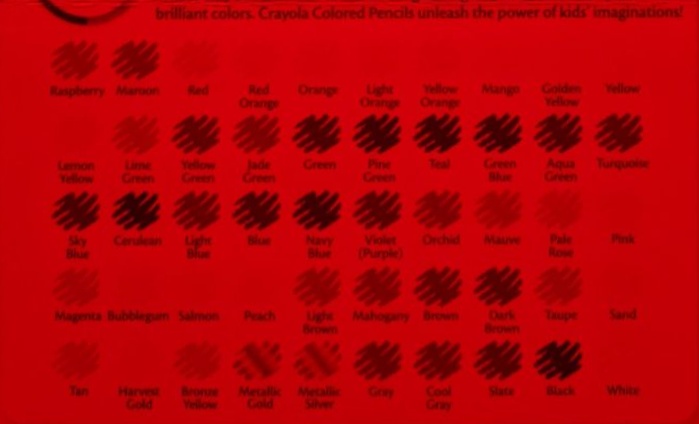 brilliant colors. Crayola Colored Pencils unleash the power of kids' imaginations!
Raspberry Maroon Red Red Orange Orange Light Orange Yellow Orange Mango Golden Yellow Yellow
Lemon Yellow Lime Green Yellow Green Jade Green Green Pine Green Teal Green Blue Aqua Green Turquoise
Sky Blue Cerulean Light Blue Blue Navy Blue Violet (Purple) Orchid Mauve Pale Rose Pink
Magenta Bubblegum Salmon Peach Light Brown Mahogany Brown Dark Brown Taupe Sand
Tan Harvest Gold Bronze Yellow Metallic Gold Metallic Silver Gray Cool Gray Slate Black White